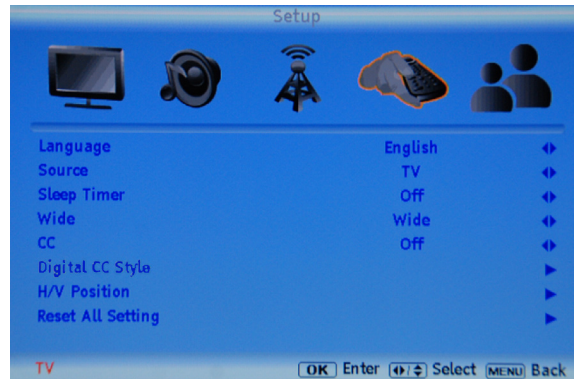 Setup
Language English
Source TV
Sleep Timer Off
Wide Wide
CC Off
Digital CC Style
H/V Position
Reset All Setting
TV OK Enter / Select MENU Back